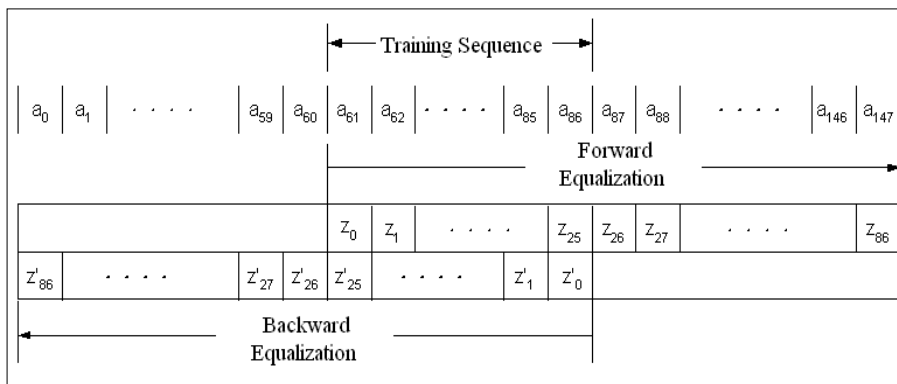 Training Sequence
a₀ a₁ . . . . a₅₉ a₆₀ a₆₁ a₆₂ . . . . a₈₅ a₈₆ a₈₇ a₈₈ . . . . a₁₄₆ a₁₄₇
Forward
Equalization
z₀ z₁ . . . . z₂₅ z₂₆ z₂₇ . . . . z₈₆
z'₈₆ . . . . z'₂₇ z'₂₆ z'₂₅ . . . . z'₁ z'₀
Backward
Equalization